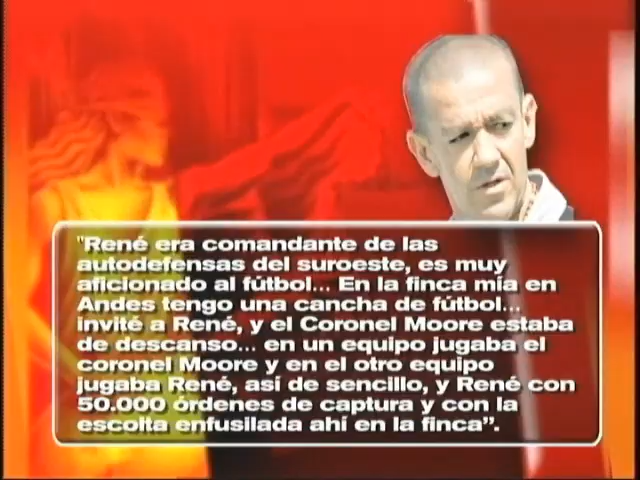 "René era comandante de las
autodefensas del suroeste, es muy
aficionado al fútbol... En la finca mía en
Andes tengo una cancha de fútbol...
invité a René, y el Coronel Moore estaba
de descanso... en un equipo jugaba el
coronel Moore y en el otro equipo
jugaba René, así de sencillo, y René con
50.000 órdenes de captura y con la
escolta enfusilada ahí en la finca”.